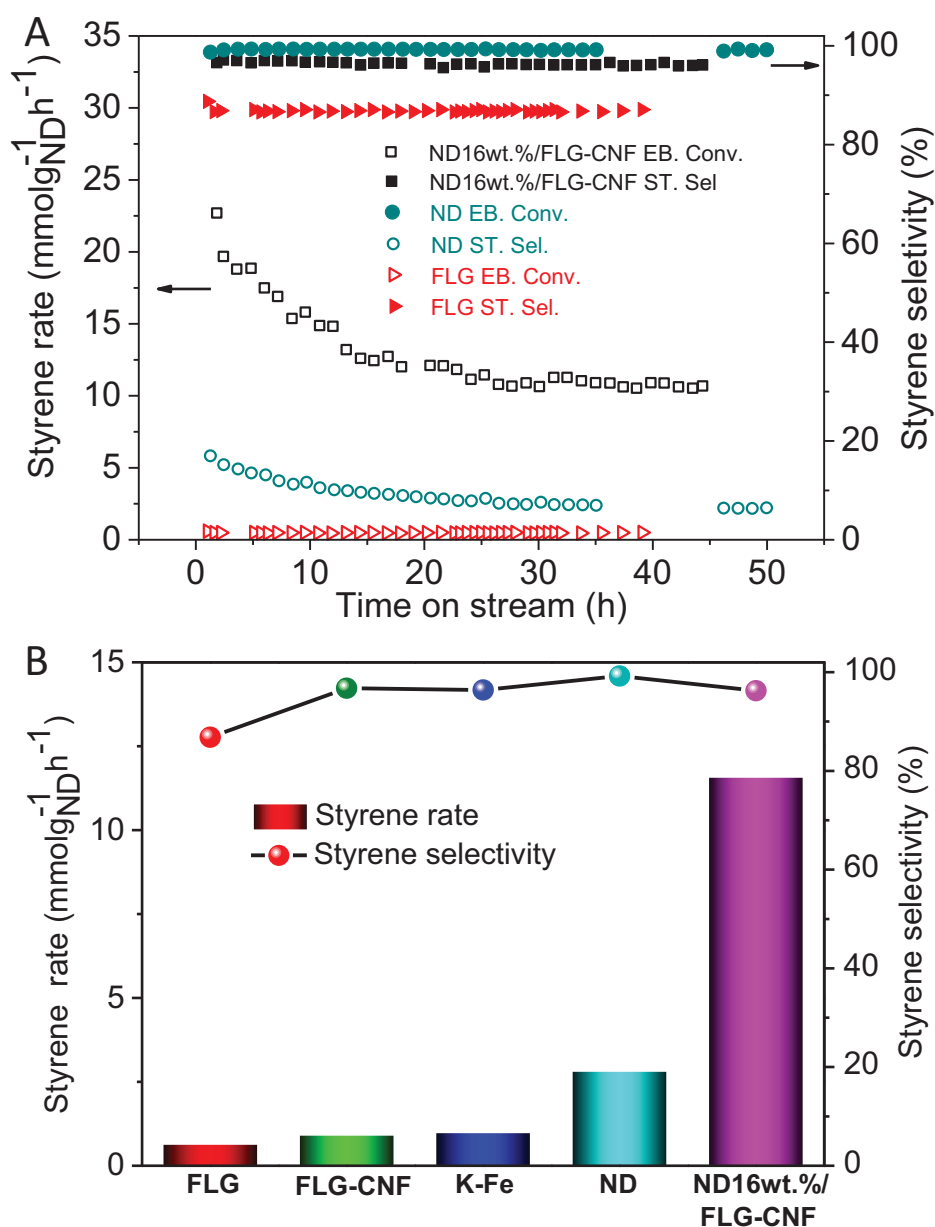 A
35
30
25
20
15
10
5
0
Styrene rate (mmolg-1NDh-1)
ND16wt.%/FLG-CNF EB. Conv.
ND16wt.%/FLG-CNF ST. Sel
ND EB. Conv.
ND ST. Sel.
FLG EB. Conv.
FLG ST. Sel.
100
80
60
40
20
0
Styrene seletivity (%)
0 10 20 30 40 50
Time on stream (h)
B
15
10
5
0
Styrene rate (mmolg-1NDh-1)
Styrene rate
Styrene selectivity
100
80
60
40
20
0
Styrene selectivity (%)
FLG FLG-CNF K-Fe ND ND16wt.%/
FLG-CNF